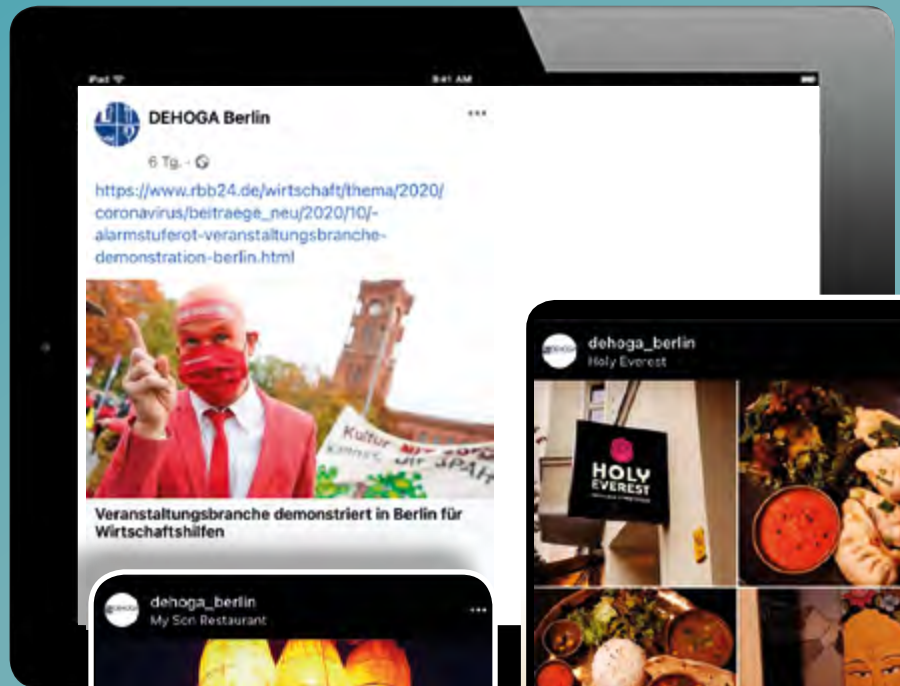 iPad
9:41 AM
DEHOGA Berlin
6 Tg. ·
https://www.rbb24.de/wirtschaft/thema/2020/
coronavirus/beitraege_neu/2020/10/-
alarmstuferot-veranstaltungsbranche-
demonstration-berlin.html
Kultur
Veranstaltungsbranche demonstriert in Berlin für
Wirtschaftshilfen
dehoga_berlin
Holy Everest
HOLY
EVEREST
dehoga_berlin
My Son Restaurant